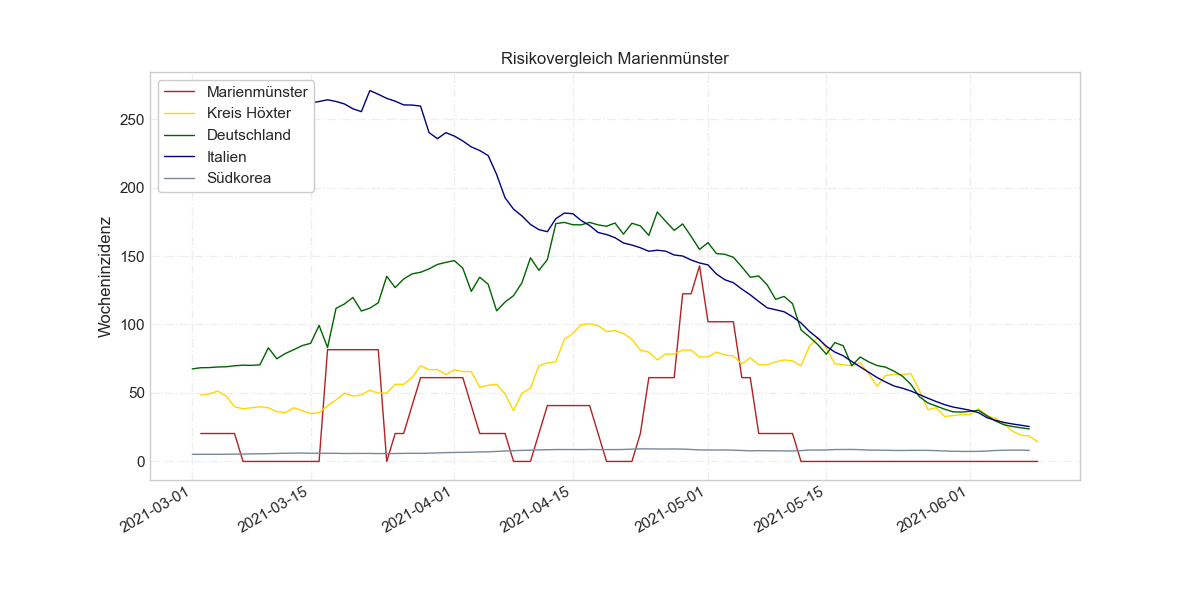 Risikovergleich Marienmünster
Marienmünster
Kreis Höxter
Deutschland
Italien
Südkorea
Wocheninzidenz
250
200
150
100
50
0
2021-03-01
2021-03-15
2021-04-01
2021-04-15
2021-05-01
2021-05-15
2021-06-01